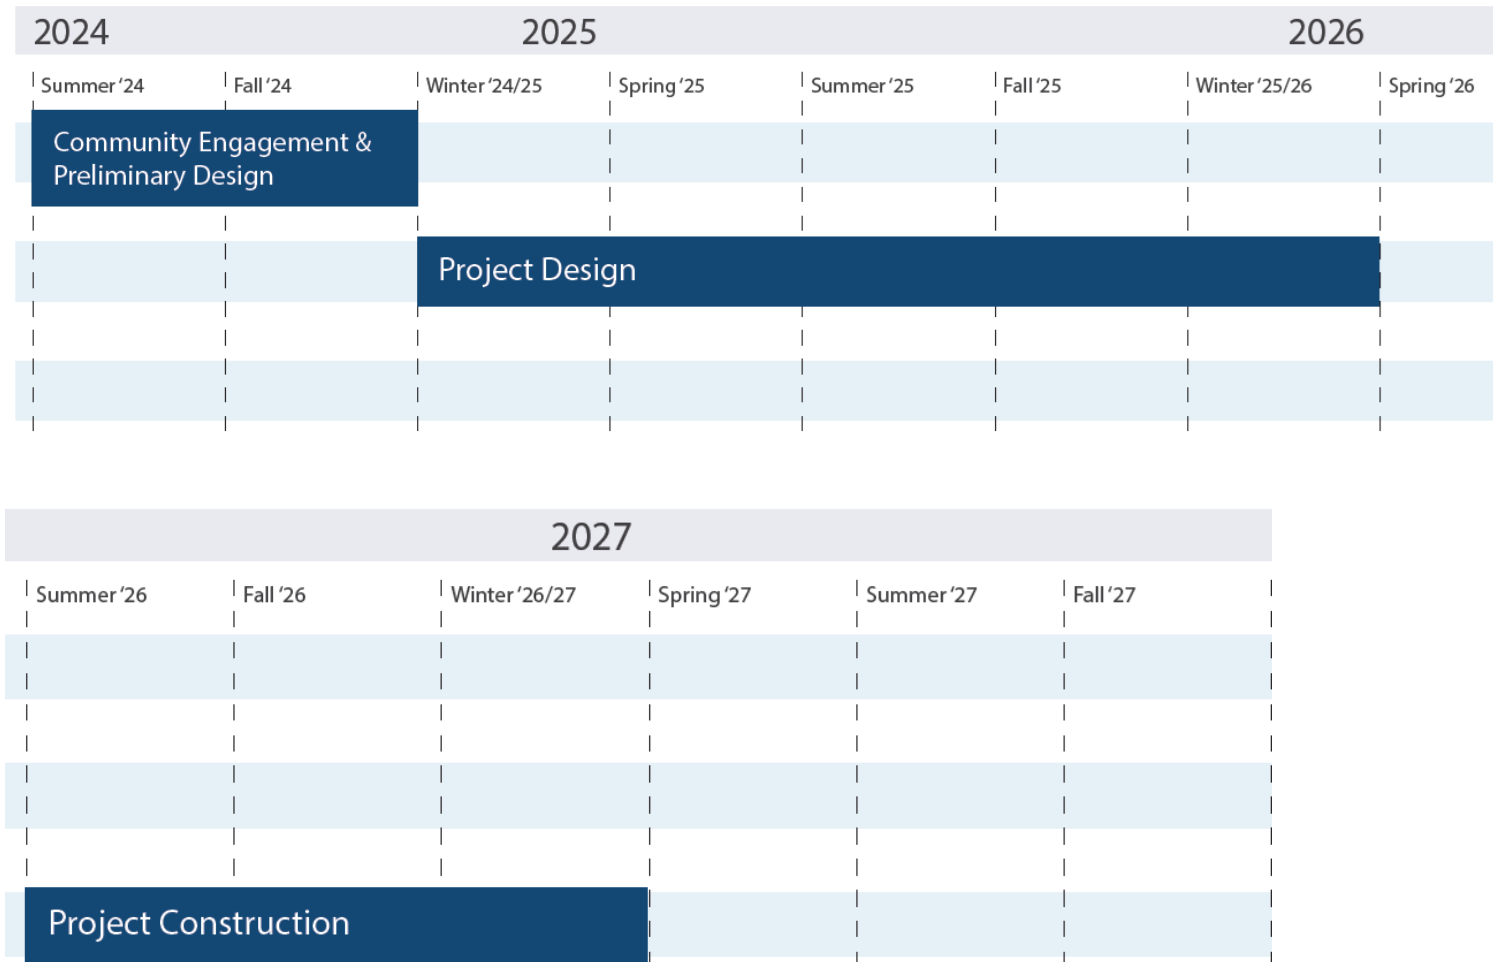 2024 2025 2026
Summer ‘24 Fall ‘24 Winter ‘24/25 Spring ‘25 Summer ‘25 Fall ‘25 Winter ‘25/26 Spring ‘26
Community Engagement &
Preliminary Design
Project Design
2027
Summer ‘26 Fall ‘26 Winter ‘26/27 Spring ‘27 Summer ‘27 Fall ‘27
Project Construction